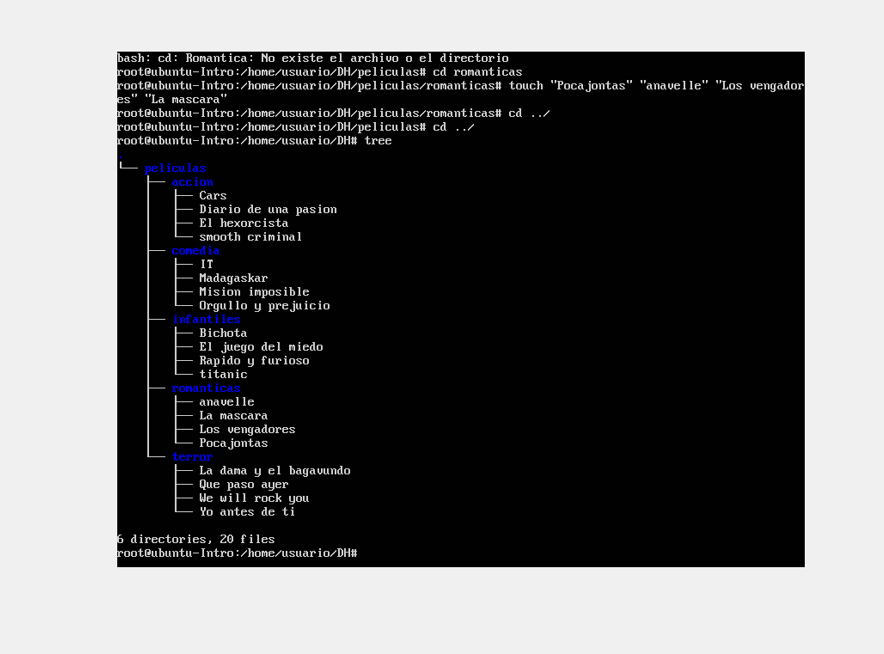 bash: cd: Romantica: No existe el archivo o el directorio
root@ubuntu-Intro:/home/usuario/DH/peliculas# cd romanticas
root@ubuntu-Intro:/home/usuario/DH/peliculas/romanticas# touch "Pocajontas" "anavelle" "Los vengador
es" "La mascara"
root@ubuntu-Intro:/home/usuario/DH/peliculas/romanticas# cd ../
root@ubuntu-Intro:/home/usuario/DH/peliculas# cd ../
root@ubuntu-Intro:/home/usuario/DH# tree
.
└── peliculas
    ├── accion
    │   ├── Cars
    │   ├── Diario de una pasion
    │   ├── El hexorcista
    │   └── smooth criminal
    ├── comedia
    │   ├── IT
    │   ├── Madagaskar
    │   ├── Mision imposible
    │   └── Orgullo y prejuicio
    ├── infantiles
    │   ├── Bichota
    │   ├── El juego del miedo
    │   ├── Rapido y furioso
    │   └── titanic
    ├── romanticas
    │   ├── anavelle
    │   ├── La mascara
    │   ├── Los vengadores
    │   └── Pocajontas
    └── terror
        ├── La dama y el bagavundo
        ├── Que paso ayer
        ├── We will rock you
        └── Yo antes de ti

6 directories, 20 files
root@ubuntu-Intro:/home/usuario/DH#